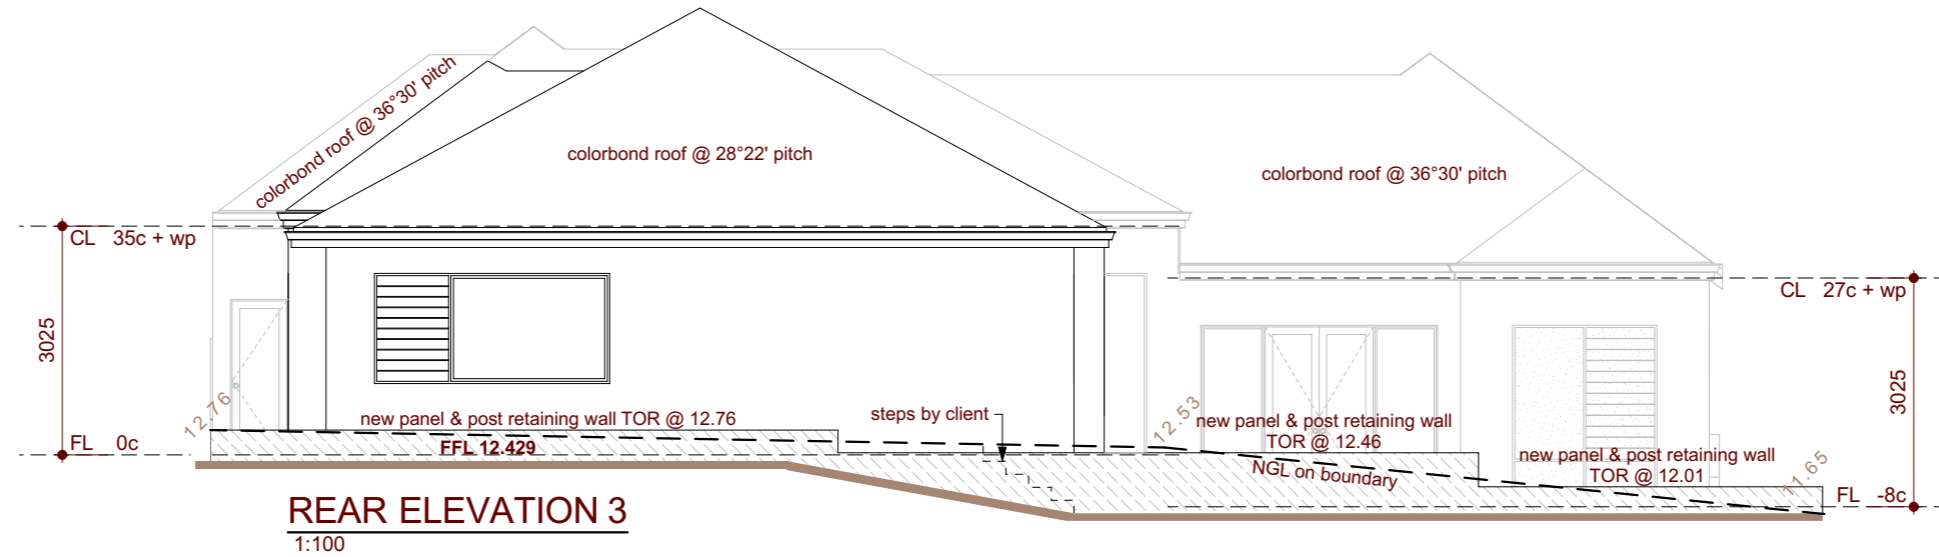 colorbond roof @ 36°30' pitch
colorbond roof @ 28°22' pitch
colorbond roof @ 36°30' pitch
CL 35c + wp
CL 27c + wp
3025
3025
12.76
new panel & post retaining wall TOR @ 12.76
steps by client
12.53
new panel & post retaining wall
TOR @ 12.46
FL 0c
FFL 12.429
NGL on boundary
new panel & post retaining wall
TOR @ 12.01
11.65
FL -8c
REAR ELEVATION 3
1:100